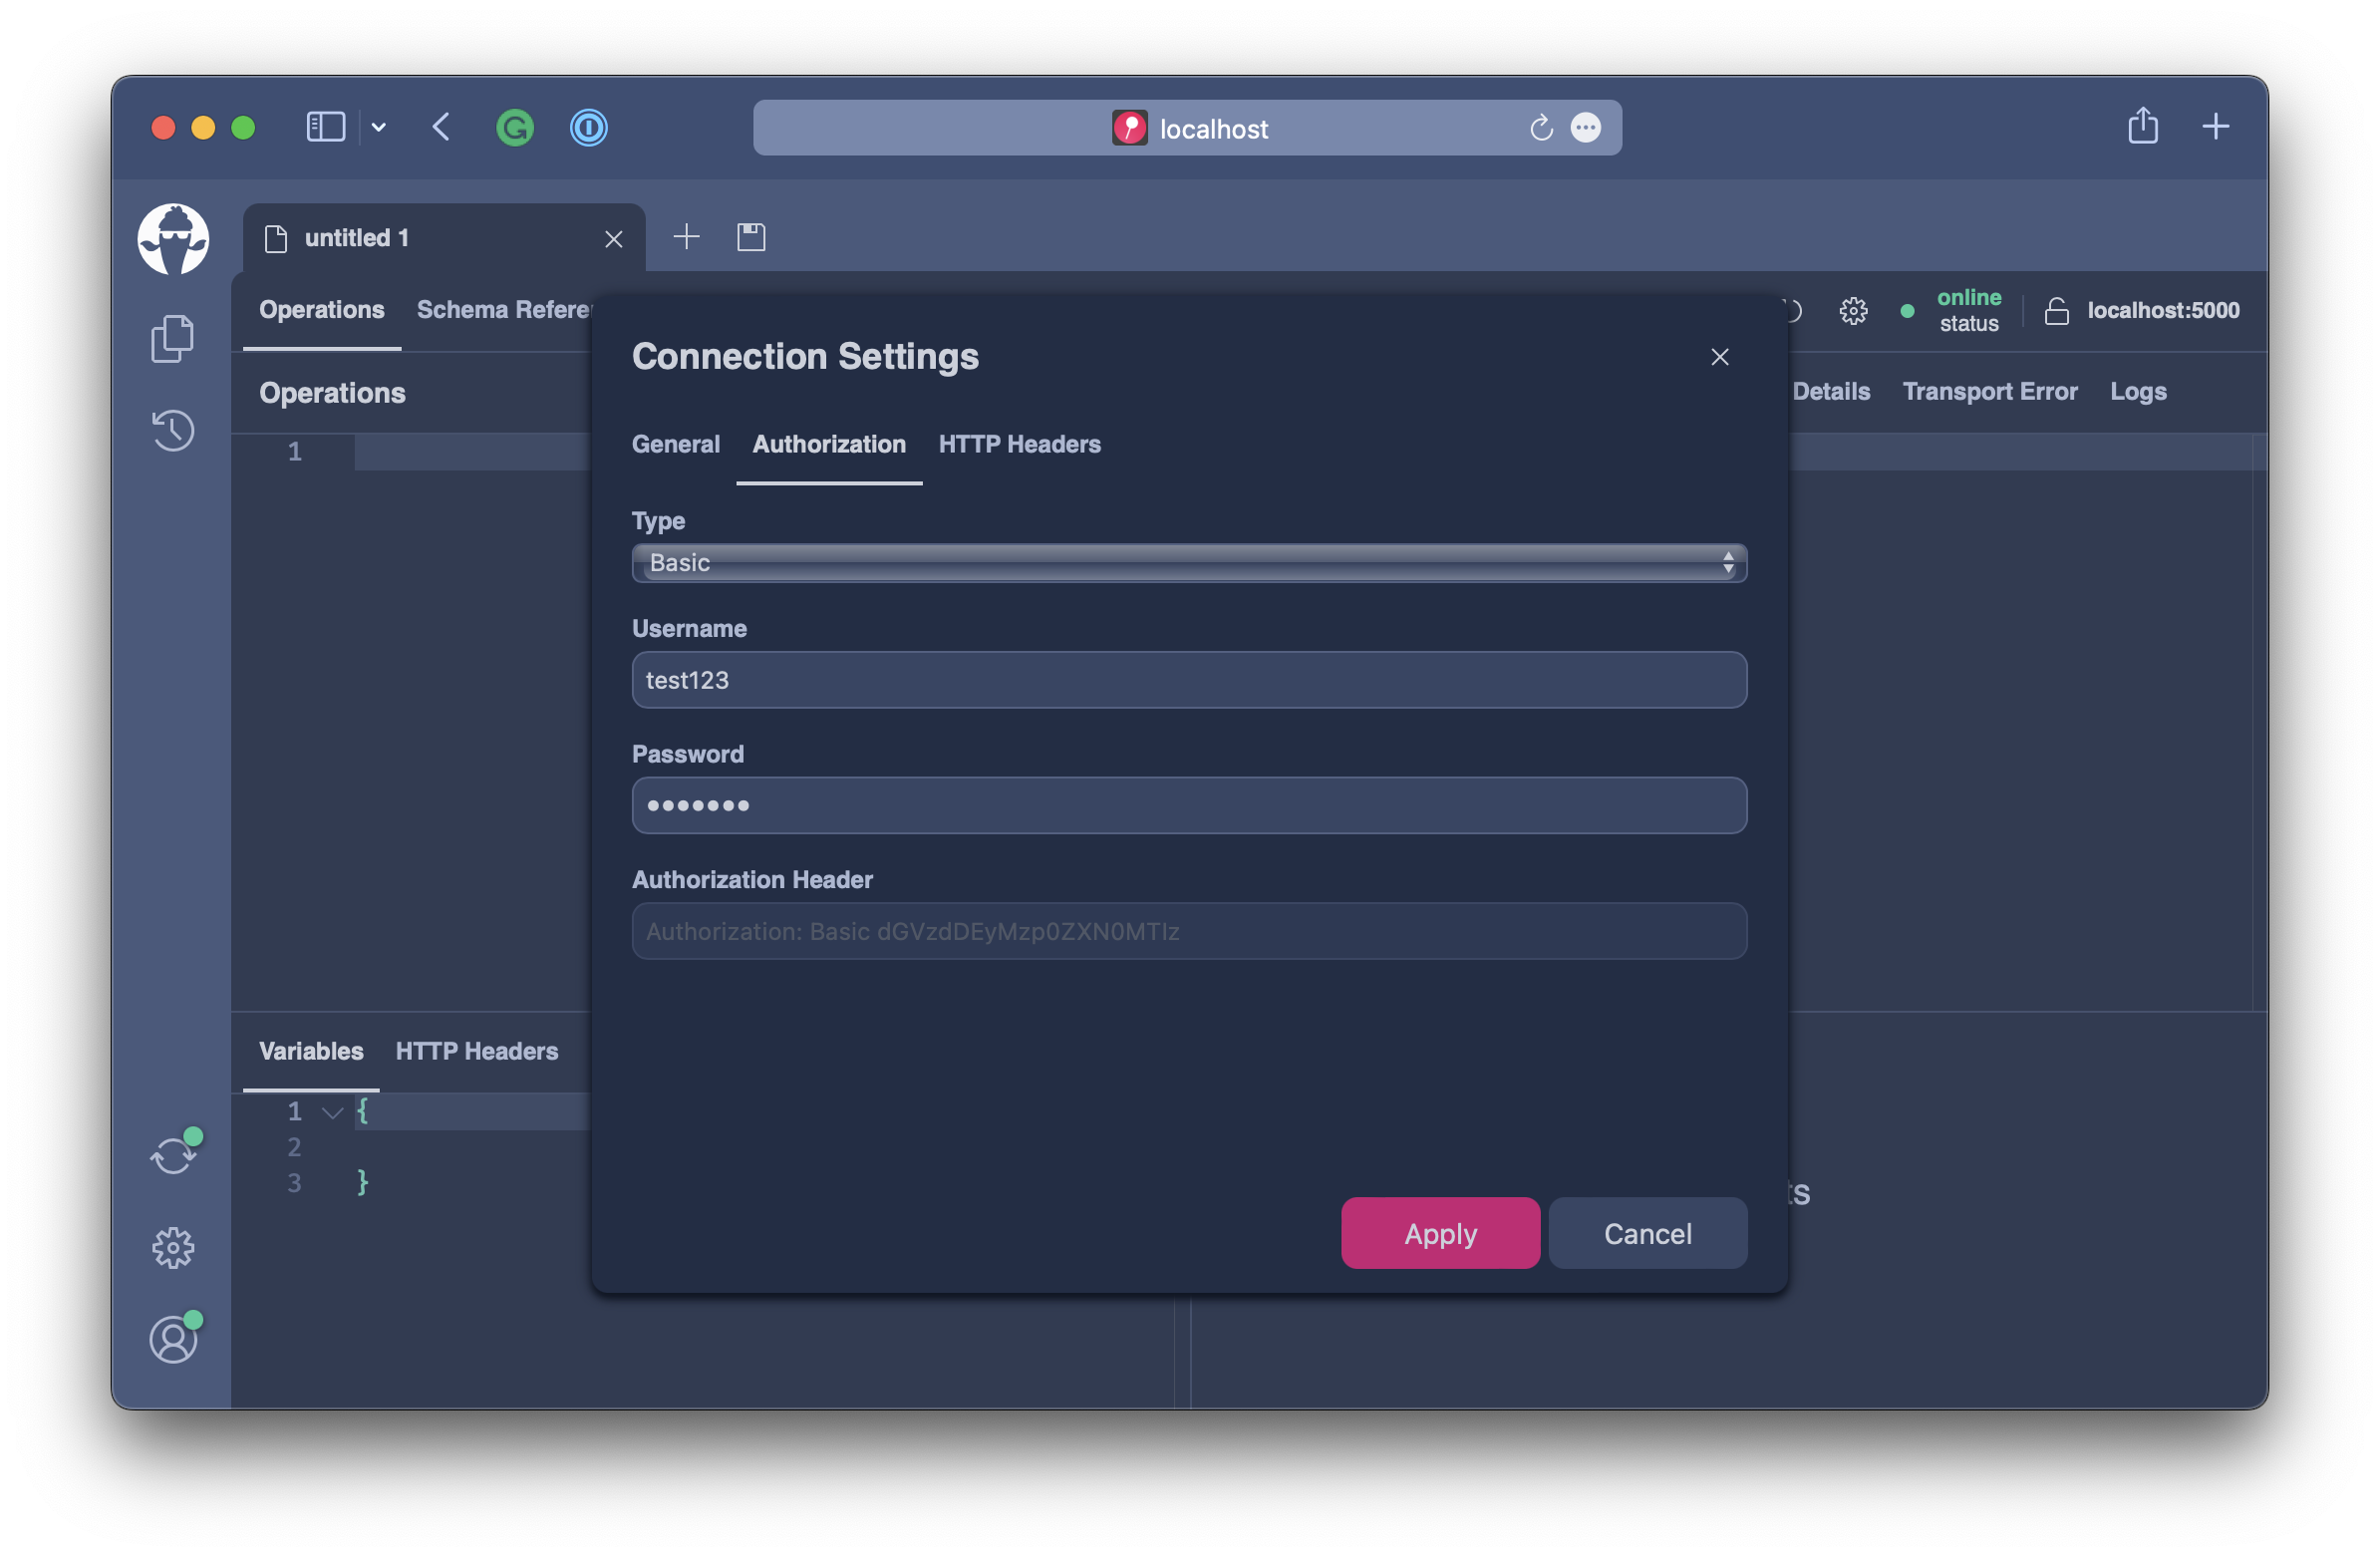 localhost
untitled 1
Operations Schema Refere
online
status
localhost:5000
Connection Settings
Operations
Details Transport Error Logs
General Authorization HTTP Headers
1
Type
Basic
Username
test123
Password
•••••••
Authorization Header
Authorization: Basic dGVzdDEyMzp0ZXN0MTIz
Variables HTTP Headers
1 {
2
3 }
ts
Apply Cancel